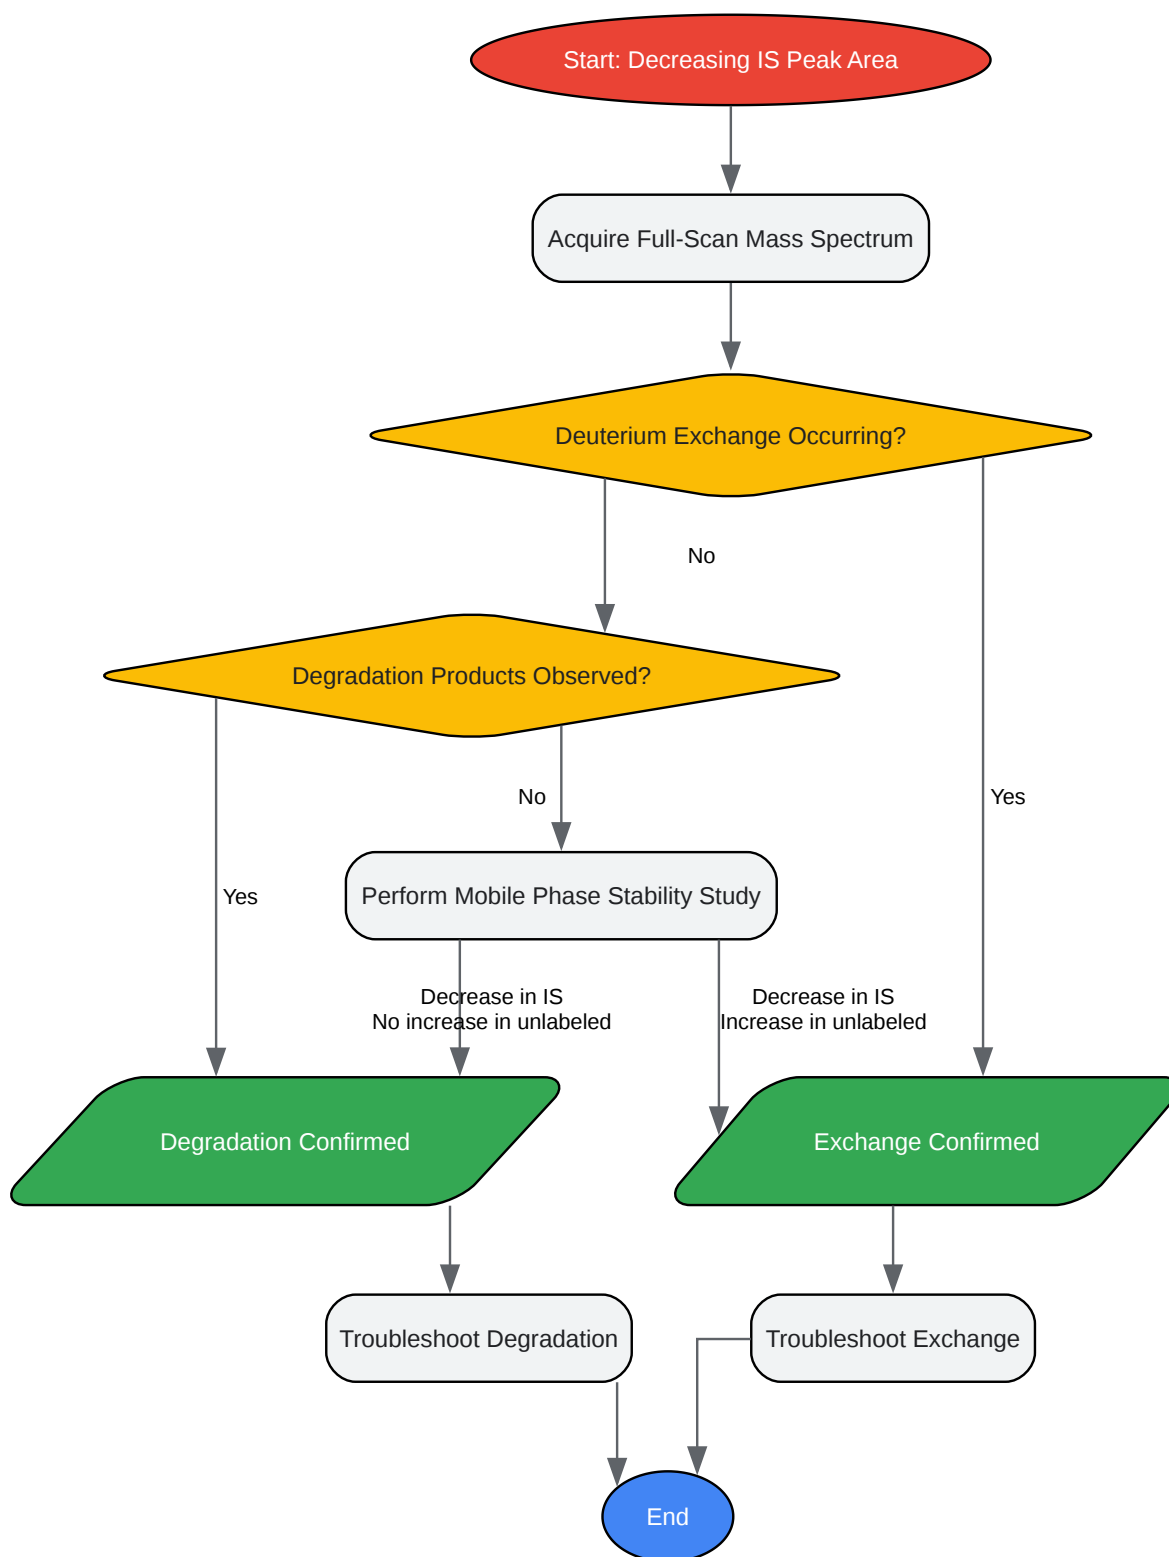 Start: Decreasing IS Peak Area
Acquire Full-Scan Mass Spectrum
Deuterium Exchange Occurring?
No
Degradation Products Observed?
No
Yes
Perform Mobile Phase Stability Study
Yes
Decrease in IS
No increase in unlabeled
Decrease in IS
Increase in unlabeled
Degradation Confirmed
Exchange Confirmed
Troubleshoot Degradation
Troubleshoot Exchange
End